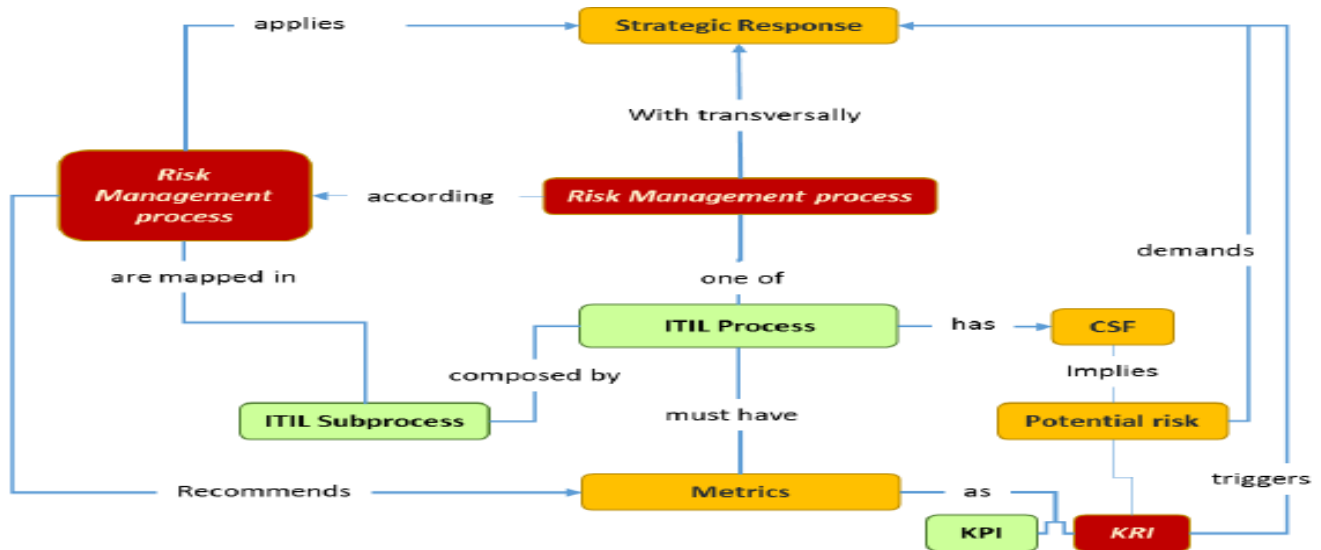 applies
Strategic Response
With transversally
Risk
Management
process
according
Risk Management process
demands
are mapped in
one of
ITIL Process
has
CSF
composed by
Implies
ITIL Subprocess
must have
Potential risk
Recommends
Metrics
as
triggers
KPI
KRI